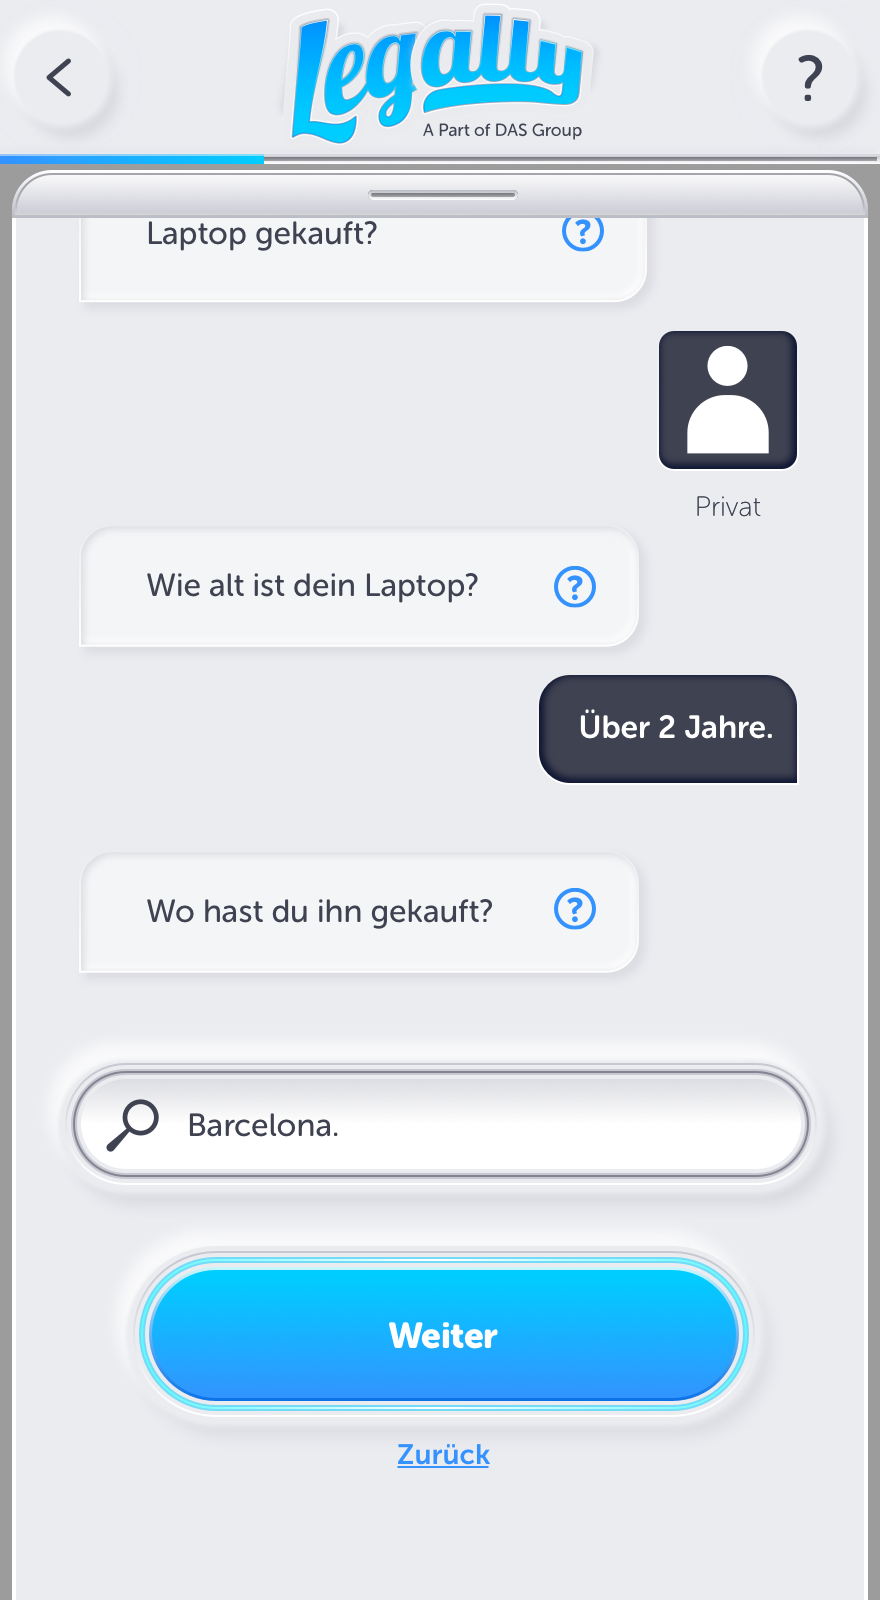 Legally
A Part of DAS Group
?
Laptop gekauft?
?
Privat
Wie alt ist dein Laptop?
?
Über 2 Jahre.
Wo hast du ihn gekauft?
?
Barcelona.
Weiter
Zurück